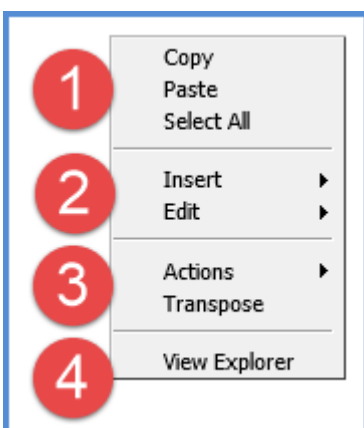 1
Copy
Paste
Select All
2
Insert
Edit
3
Actions
Transpose
4
View Explorer